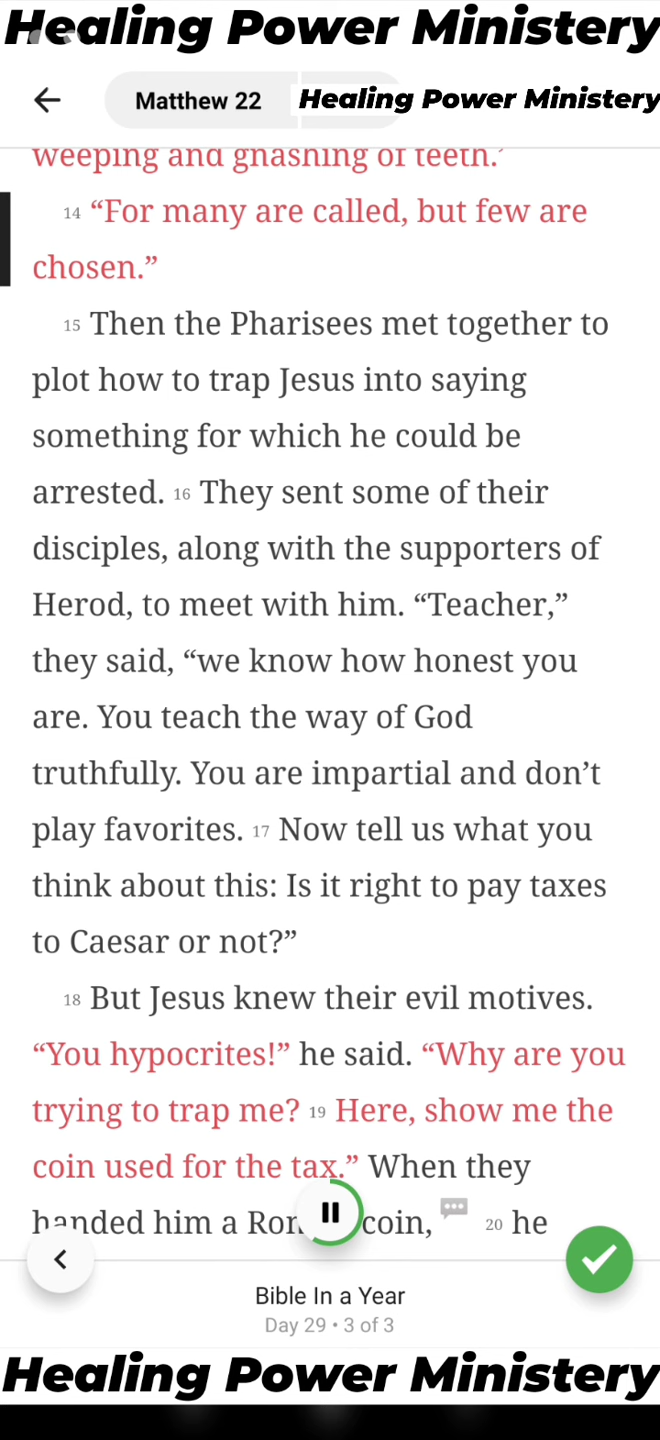 Healing Power Ministery
Matthew 22
Healing Power Ministery
weeping and gnashing of teeth.’
14 “For many are called, but few are
chosen.”
15 Then the Pharisees met together to
plot how to trap Jesus into saying
something for which he could be
arrested. 16 They sent some of their
disciples, along with the supporters of
Herod, to meet with him. “Teacher,”
they said, “we know how honest you
are. You teach the way of God
truthfully. You are impartial and don’t
play favorites. 17 Now tell us what you
think about this: Is it right to pay taxes
to Caesar or not?”
18 But Jesus knew their evil motives.
“You hypocrites!” he said. “Why are you
trying to trap me? 19 Here, show me the
coin used for the tax.” When they
handed him a coin, 20 he
Bible In a Year
Day 29 • 3 of 3
Healing Power Ministery